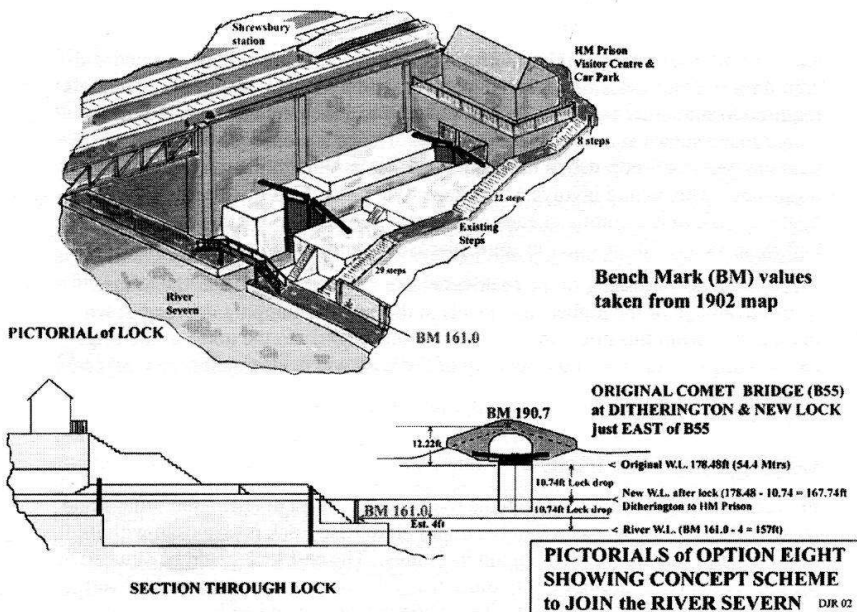 Shrewsbury
station
HM Prison
Visitor Centre &
Car Park
8 steps
22 steps
Existing
Steps
29 steps
River
Severn
PICTORIAL of LOCK
BM 161.0
Bench Mark (BM) values
taken from 1902 map
ORIGINAL COMET BRIDGE (B55)
at DITHERINGTON & NEW LOCK
just EAST of B55
BM 190.7
12.22ft
Original W.L. 178.48ft (54.4 Mtrs)
10.74ft Lock drop
New W.L. after lock (178.48 - 10.74 = 167.74ft
Ditherington to HM Prison
10.74ft Lock drop
River W.L. (BM 161.0 - 4 = 157ft)
BM 161.0
Est. 4ft
SECTION THROUGH LOCK
PICTORIALS of OPTION EIGHT
SHOWING CONCEPT SCHEME
to JOIN the RIVER SEVERN DJR 02